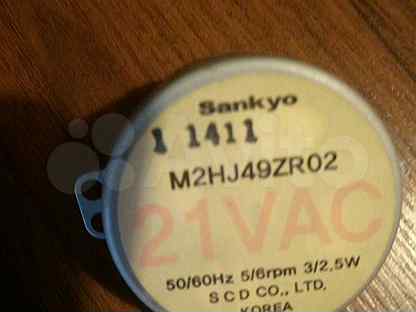 Sankyo
1 1411
M2HJ49ZR02
21VAC
50/60Hz 5/6rpm 3/2,5W
S C D CO., LTD,
KOREA